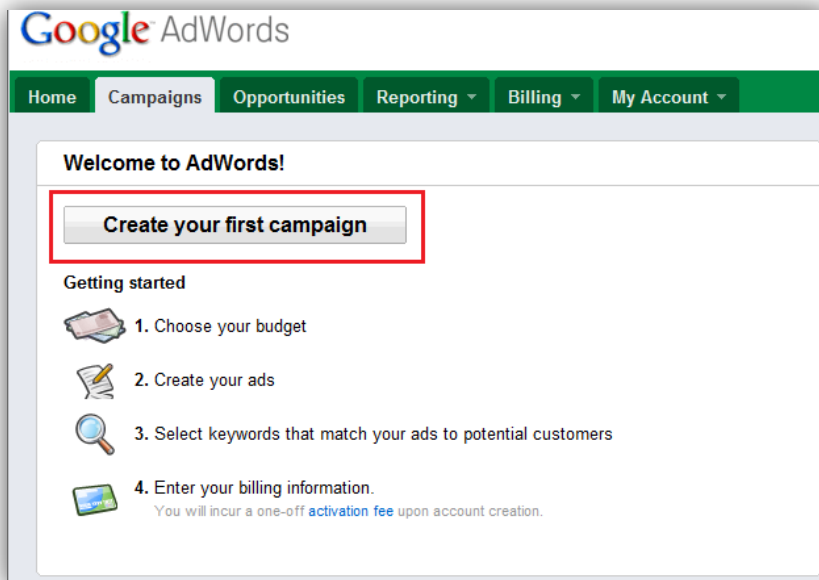 Google AdWords
Home Campaigns Opportunities Reporting Billing My Account
Welcome to AdWords!
Create your first campaign
Getting started
1. Choose your budget
2. Create your ads
3. Select keywords that match your ads to potential customers
4. Enter your billing information.
You will incur a one-off activation fee upon account creation.